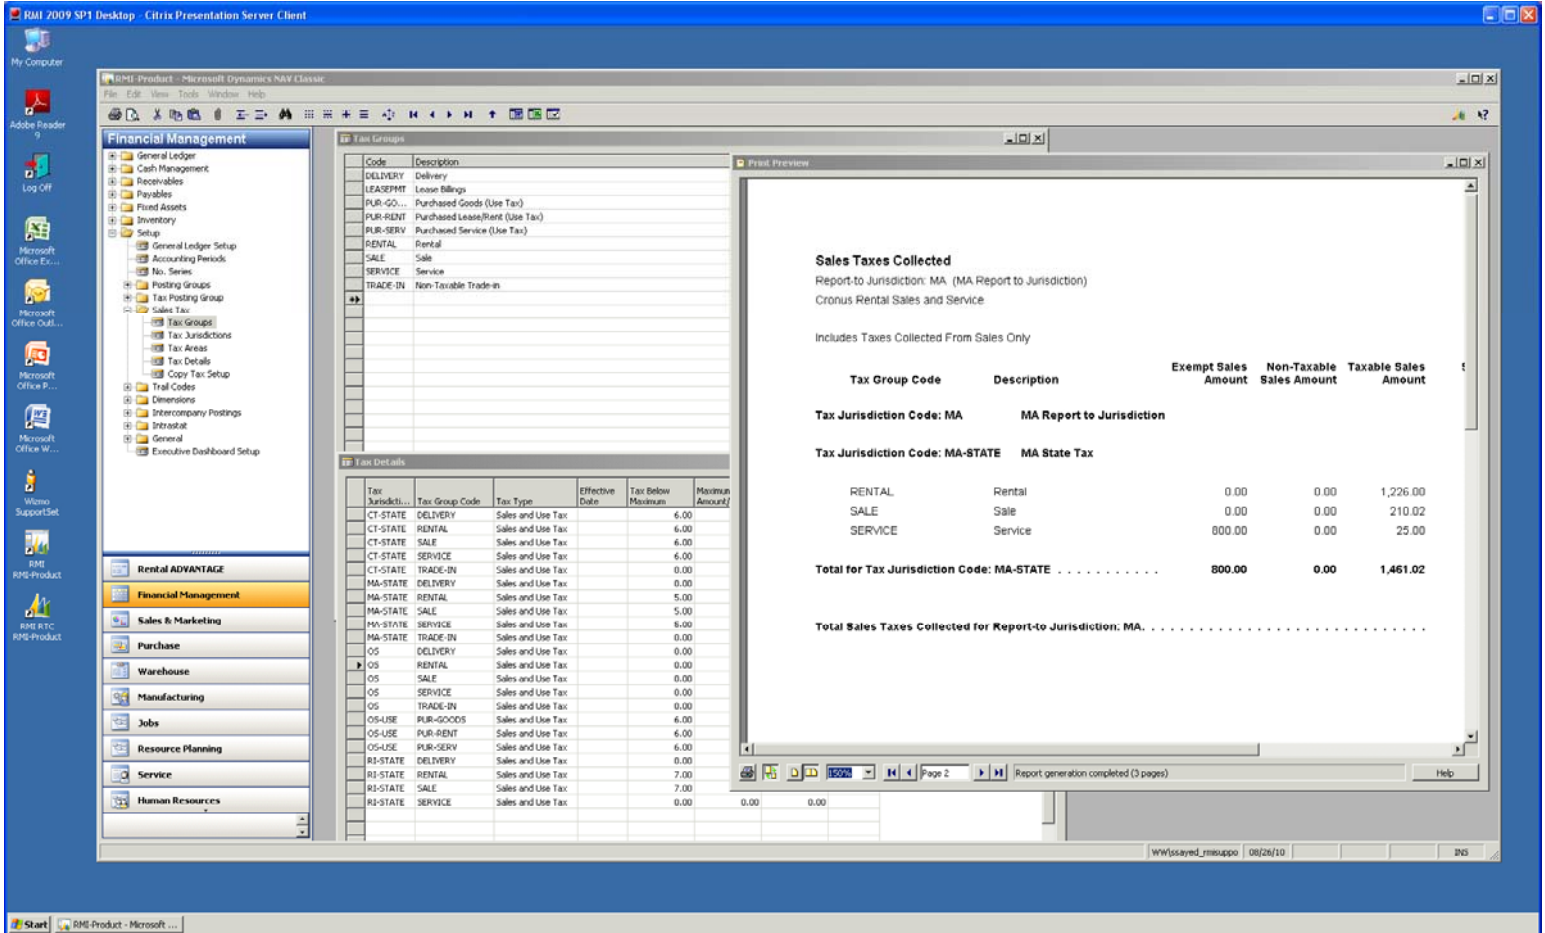 RMI 2009 SP1 Desktop - Citrix Presentation Server Client
My Computer
Adobe Reader
9
Log Off
Microsoft
Office Ex...
Microsoft
Office Outl...
Microsoft
Office P...
Microsoft
Office W...
Wizmo
SupportSet
RMI
RMI-Product
RMI RTC
RMI-Product
RMI-Product - Microsoft Dynamics NAV Classic
File Edit View Tools Window Help
Financial Management
General Ledger
Cash Management
Receivables
Payables
Fixed Assets
Inventory
Setup
General Ledger Setup
Accounting Periods
No. Series
Posting Groups
Tax Posting Group
Sales Tax
Tax Groups
Tax Jurisdictions
Tax Areas
Tax Details
Copy Tax Setup
Trail Codes
Dimensions
Intercompany Postings
Intrastat
General
Executive Dashboard Setup
Rental ADVANTAGE
Financial Management
Sales & Marketing
Purchase
Warehouse
Manufacturing
Jobs
Resource Planning
Service
Human Resources
Tax Groups
Code Description
DELIVERY Delivery
LEASEPMT Lease Billings
PUR-GO... Purchased Goods (Use Tax)
PUR-RENT Purchased Lease/Rent (Use Tax)
PUR-SERV Purchased Service (Use Tax)
RENTAL Rental
SALE Sale
SERVICE Service
TRADE-IN Non-Taxable Trade-in
Tax Details
Tax Effective Tax Below Maximum
Jurisdicti... Tax Group Code Tax Type Date Maximum Amount/
CT-STATE DELIVERY Sales and Use Tax 6.00
CT-STATE RENTAL Sales and Use Tax 6.00
CT-STATE SALE Sales and Use Tax 6.00
CT-STATE SERVICE Sales and Use Tax 6.00
CT-STATE TRADE-IN Sales and Use Tax 0.00
MA-STATE DELIVERY Sales and Use Tax 0.00
MA-STATE RENTAL Sales and Use Tax 5.00
MA-STATE SALE Sales and Use Tax 5.00
MA-STATE SERVICE Sales and Use Tax 5.00
MA-STATE TRADE-IN Sales and Use Tax 0.00
OS DELIVERY Sales and Use Tax 0.00
OS RENTAL Sales and Use Tax 0.00
OS SALE Sales and Use Tax 0.00
OS SERVICE Sales and Use Tax 0.00
OS TRADE-IN Sales and Use Tax 0.00
OS-USE PUR-GOODS Sales and Use Tax 6.00
OS-USE PUR-RENT Sales and Use Tax 6.00
OS-USE PUR-SERV Sales and Use Tax 6.00
RI-STATE DELIVERY Sales and Use Tax 0.00
RI-STATE RENTAL Sales and Use Tax 7.00
RI-STATE SALE Sales and Use Tax 7.00
RI-STATE SERVICE Sales and Use Tax 0.00 0.00 0.00
Print Preview
Sales Taxes Collected
Report-to Jurisdiction: MA (MA Report to Jurisdiction)
Cronus Rental Sales and Service
Includes Taxes Collected From Sales Only
Exempt Sales Non-Taxable Taxable Sales
Tax Group Code Description Amount Sales Amount Amount
Tax Jurisdiction Code: MA MA Report to Jurisdiction
Tax Jurisdiction Code: MA-STATE MA State Tax
RENTAL Rental 0.00 0.00 1,226.00
SALE Sale 0.00 0.00 210.02
SERVICE Service 800.00 0.00 25.00
Total for Tax Jurisdiction Code: MA-STATE . . . . . . . . . . . 800.00 0.00 1,461.02
Total Sales Taxes Collected for Report-to Jurisdiction: MA. . . . . . . . . . . . . . . . . . . . . . . . . . . .
150% Page 2 Report generation completed (3 pages) Help
WW\ssayed_rmisuppo 08/26/10 INS
Start RMI-Product - Microsoft ...